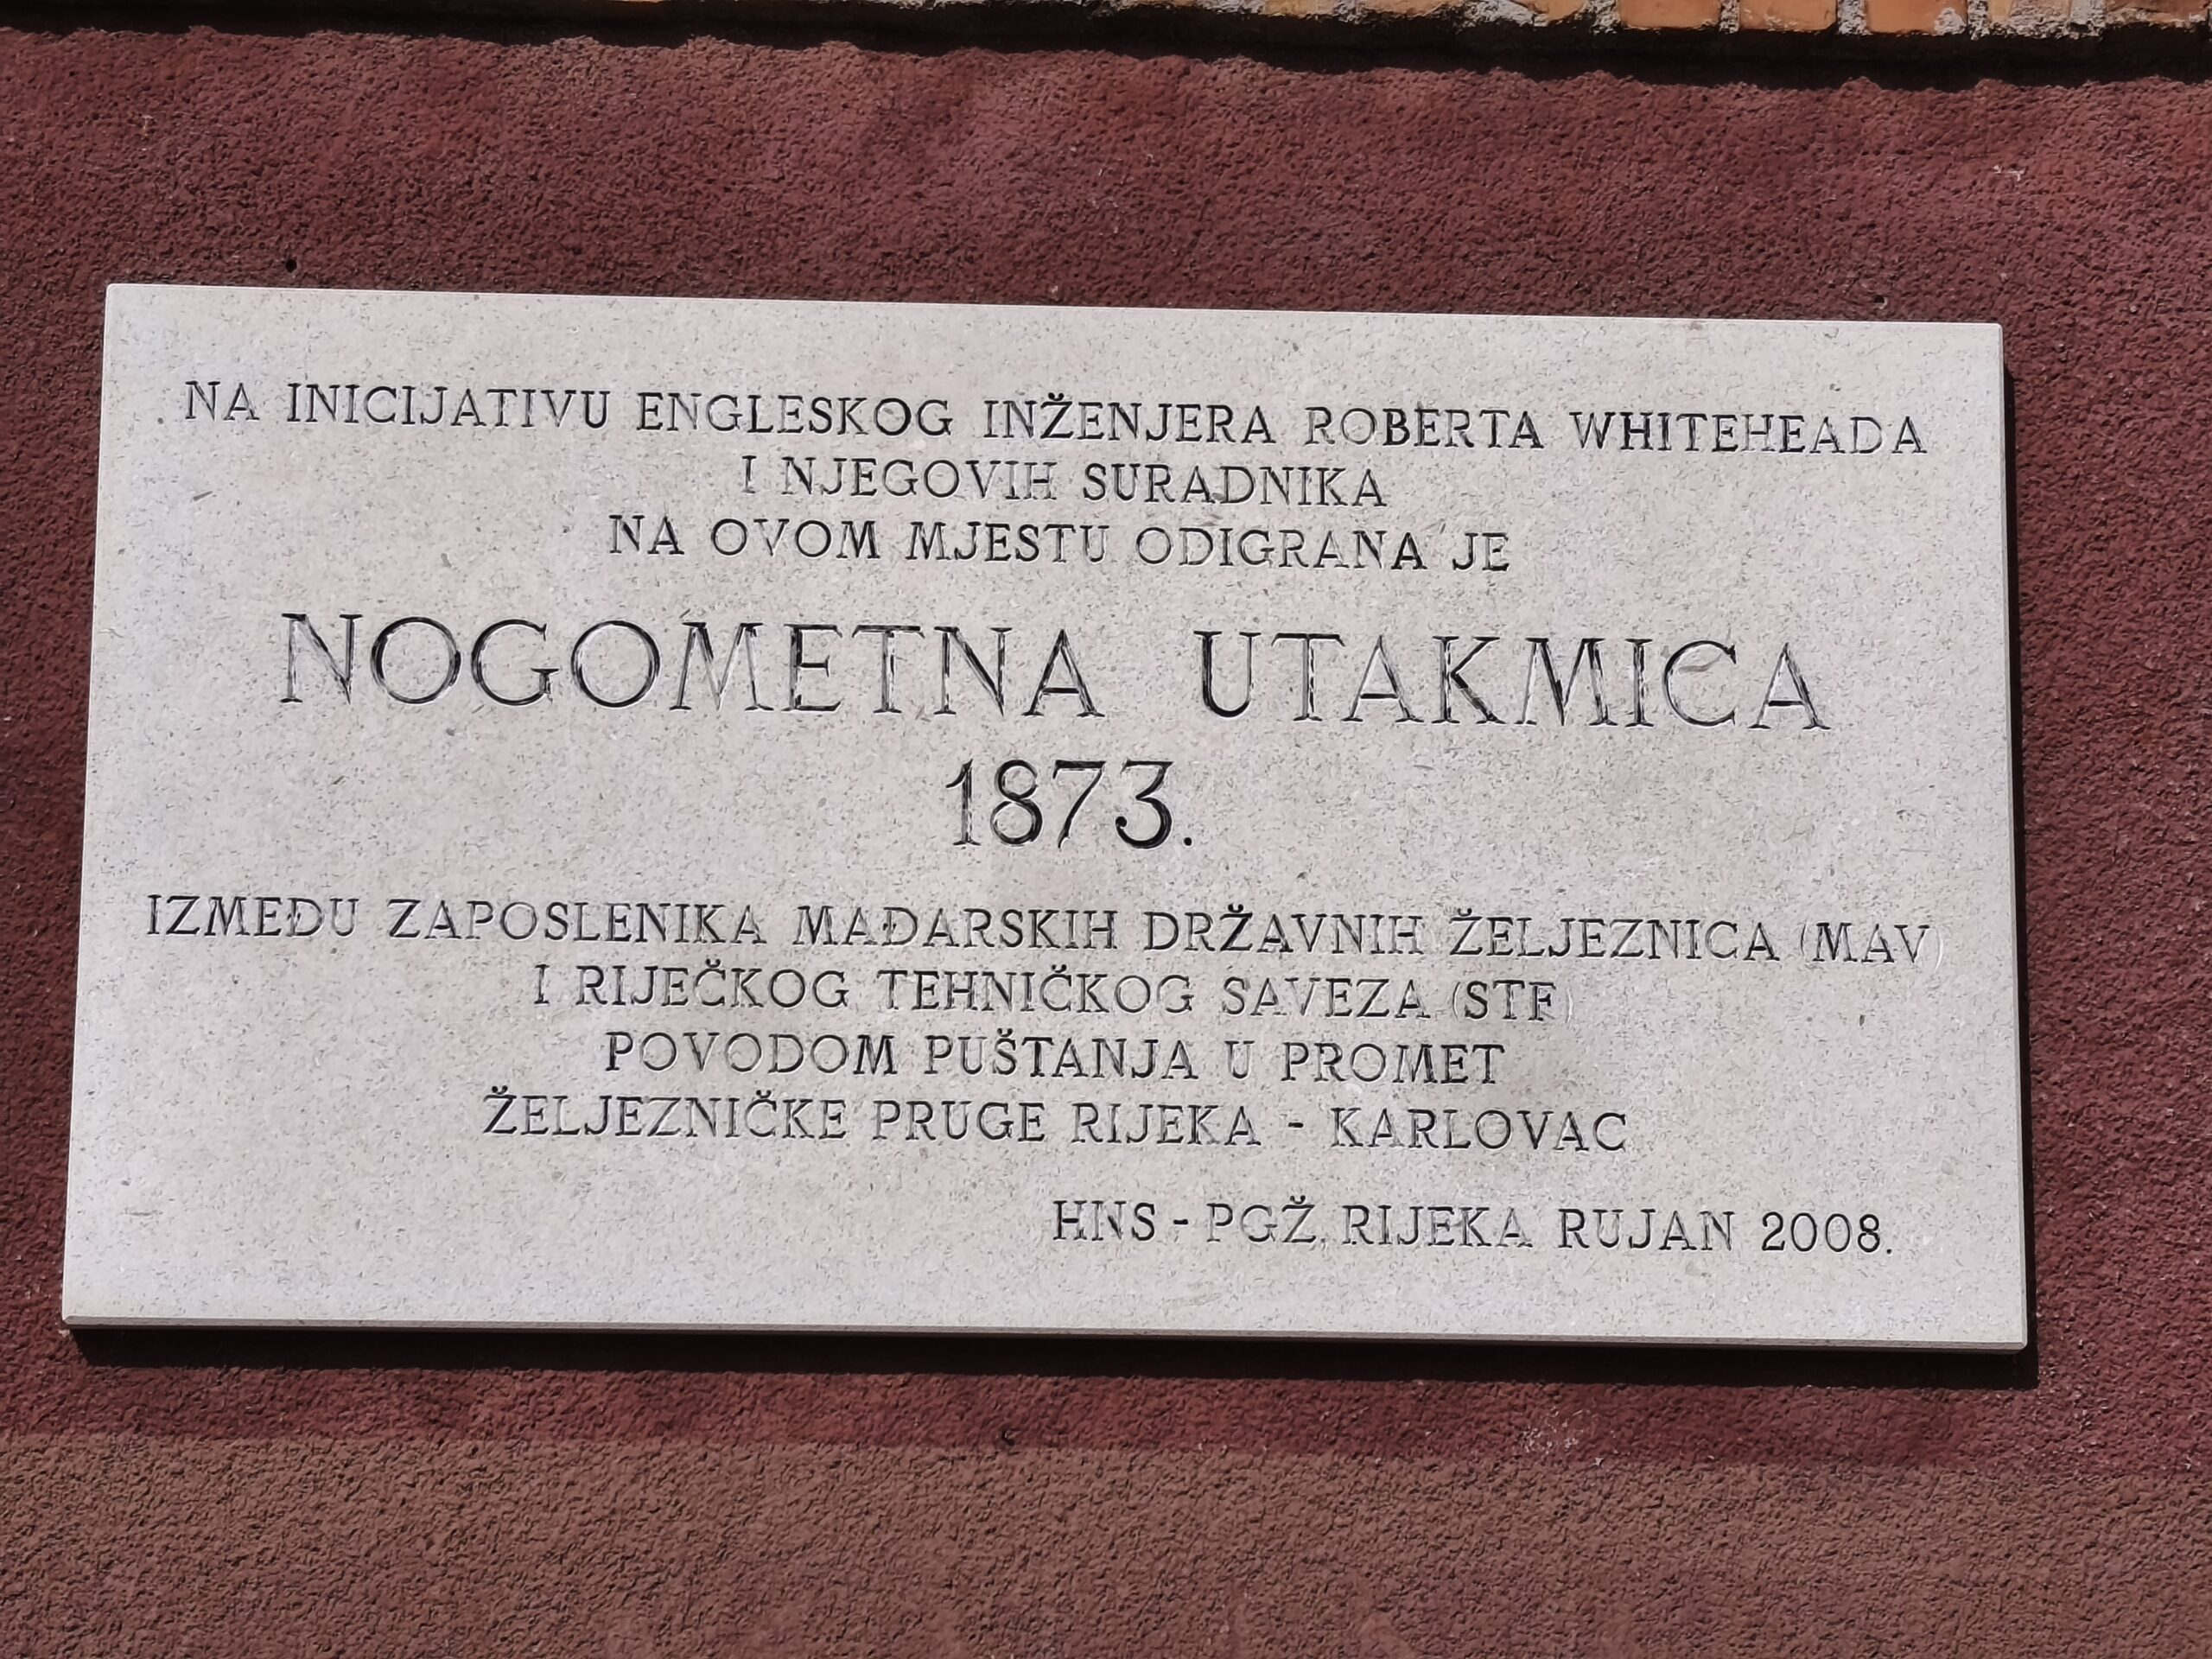 NA INICIJATIVU ENGLESKOG INŽENJERA ROBERTA WHITEHEADA
I NJEGOVIH SURADNIKA
NA OVOM MJESTU ODIGRANA JE
NOGOMETNA UTAKMICA
1873.
IZMEĐU ZAPOSLENIKA MAĐARSKIH DRŽAVNIH ŽELJEZNICA (MAV)
I RIJEČKOG TEHNIČKOG SAVEZA (STF)
POVODOM PUŠTANJA U PROMET
ŽELJEZNIČKE PRUGE RIJEKA - KARLOVAC
HNS - PGŽ. RIJEKA RUJAN 2008.